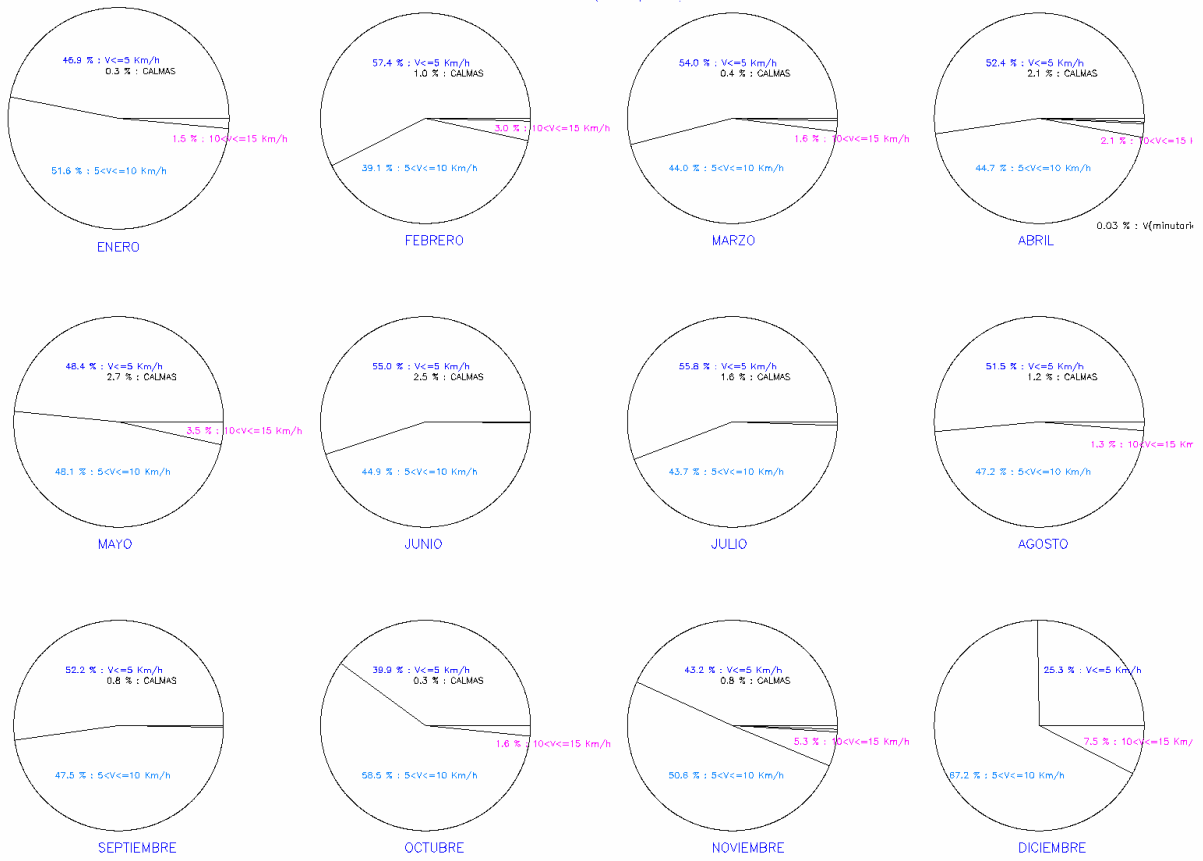 46.9 % : V<=5 Km/h
0.3 % : CALMAS
1.5 % : 10<V<=15 Km/h
51.6 % : 5<V<=10 Km/h
ENERO
57.4 % : V<=5 Km/h
1.0 % : CALMAS
3.0 % : 10<V<=15 Km/h
39.1 % : 5<V<=10 Km/h
FEBRERO
54.0 % : V<=5 Km/h
0.4 % : CALMAS
1.6 % : 10<V<=15 Km/h
44.0 % : 5<V<=10 Km/h
MARZO
52.4 % : V<=5 Km/h
2.1 % : CALMAS
2.1 % : 10<V<=15
44.7 % : 5<V<=10 Km/h
0.03 % :
ABRIL
48.4 % : V<=5 Km/h
2.7 % : CALMAS
3.5 % : 10<V<=15 Km/h
48.1 % : 5<V<=10 Km/h
MAYO
55.0 % : V<=5 Km/h
2.5 % : CALMAS
44.9 % : 5<V<=10 Km/h
JUNIO
55.8 % : V<=5 Km/h
1.6 % : CALMAS
43.7 % : 5<V<=10 Km/h
JULIO
51.5 % : V<=5 Km/h
1.2 % : CALMAS
1.3 % : 10<V<=15 Km
47.2 % : 5<V<=10 Km/h
AGOSTO
52.2 % : V<=5 Km/h
0.8 % : CALMAS
47.5 % : 5<V<=10 Km/h
SEPTIEMBRE
39.9 % : V<=5 Km/h
0.3 % : CALMAS
1.6 % : 10<V<=15 Km/h
58.5 % : 5<V<=10 Km/h
OCTUBRE
43.2 % : V<=5 Km/h
0.8 % : CALMAS
5.3 % : 10<V<=15 Km/h
50.6 % : 5<V<=10 Km/h
NOVIEMBRE
25.3 % : V<=5 Km/h
7.5 % : 10<V<=15 Km/
67.2 % : 5<V<=10 Km/h
DICIEMBRE